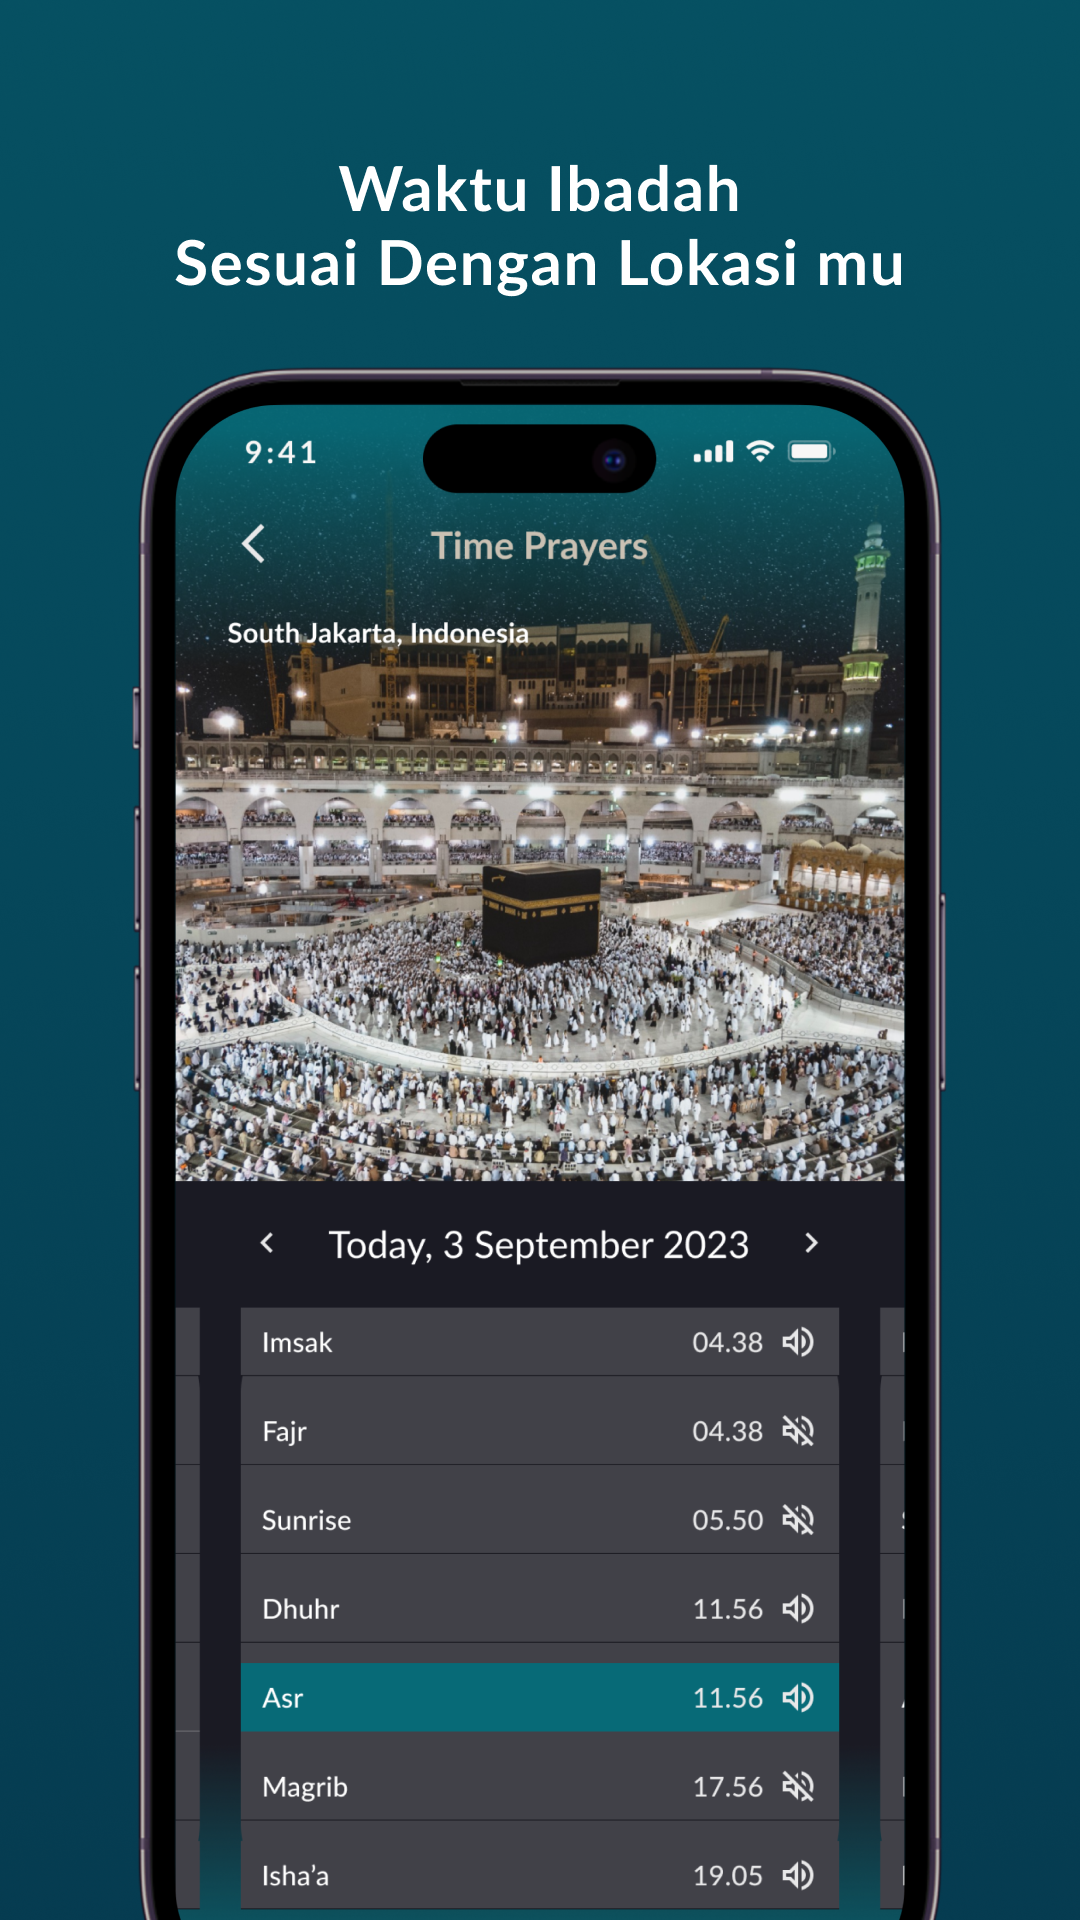 Waktu Ibadah
Sesuai Dengan Lokasi mu
9:41
Time Prayers
South Jakarta, Indonesia
Today, 3 September 2023
Imsak 04.38
Fajr 04.38
Sunrise 05.50
Dhuhr 11.56
Asr 11.56
Magrib 17.56
Isha’a 19.05